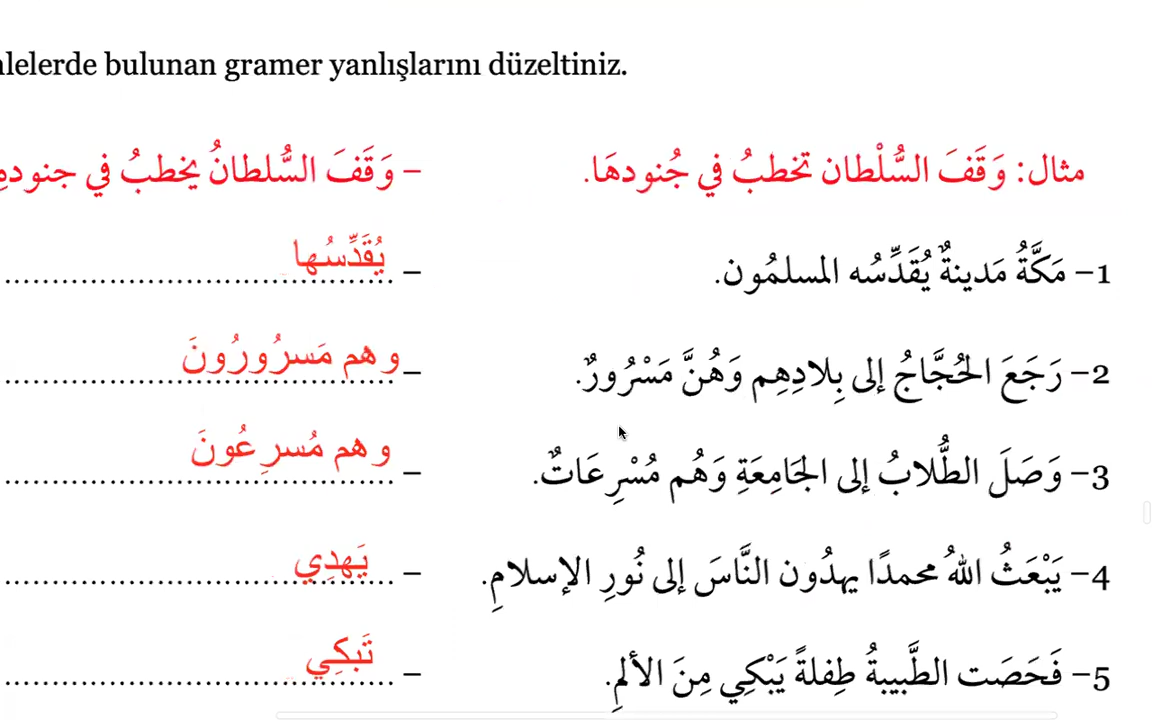 lelerde bulunan gramer yanlışlarını düzeltiniz.
مثال: وَقَفَ السُّلْطان تخطبُ في جُنودهَا. – وَقَفَ السُّلطانُ يخطبُ في جنودهِ
1– مَكَّةُ مَدينةٌ يُقَدِّسُه المسلمُون. – يُقَدِّسُها
2– رَجَعَ الحُجَّاجُ إلى بِلادِهِم وَهُنَّ مَسْرُورٌ. – و هم مَسرُورُونَ
3– وَصَلَ الطُّلابُ إلى الجَامِعَةِ وَهُم مُسْرِعَاتٌ. – و هم مُسرِعُونَ
4– يَبْعَثُ اللهُ محمدًا يهدُون النَّاسَ إلى نُورِ الإسلامِ. – يَهدِي
5– فَحَصَت الطَّبيبةُ طِفلةً يَبْكِي مِنَ الألمِ. – تَبكِي